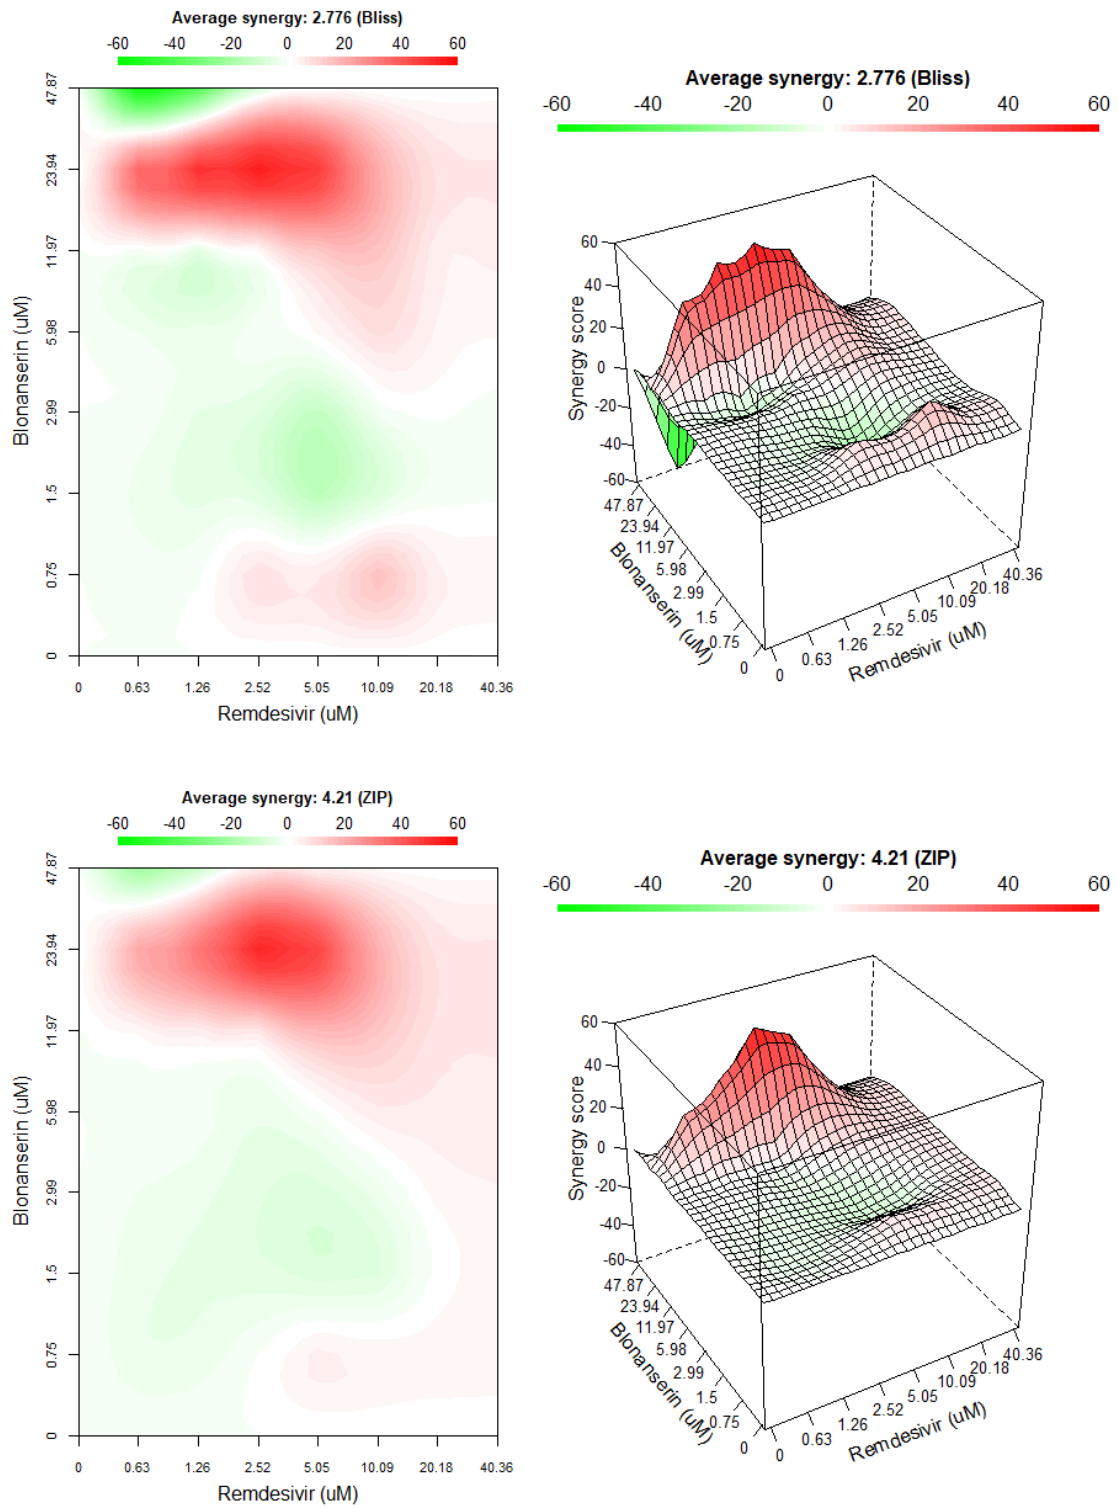 Average synergy: 2.776 (Bliss)
-60 -40 -20 0 20 40 60
47.87
23.94
11.97
5.98
2.99
1.5
0.75
0
Blonanserin (uM)
0 0.63 1.26 2.52 5.05 10.09 20.18 40.36
Remdesivir (uM)
Average synergy: 2.776 (Bliss)
-60 -40 -20 0 20 40 60
60
40
20
0
-20
-40
-60
Synergy score
47.87
23.94
11.97
5.98
2.99
1.5
0.75
0
Blonanserin (uM)
0 0.63 1.26 2.52 5.05 10.09 20.18 40.36
Remdesivir (uM)
Average synergy: 4.21 (ZIP)
-60 -40 -20 0 20 40 60
47.87
23.94
11.97
5.98
2.99
1.5
0.75
0
Blonanserin (uM)
0 0.63 1.26 2.52 5.05 10.09 20.18 40.36
Remdesivir (uM)
Average synergy: 4.21 (ZIP)
-60 -40 -20 0 20 40 60
60
40
20
0
-20
-40
-60
Synergy score
47.87
23.94
11.97
5.98
2.99
1.5
0.75
0
Blonanserin (uM)
0 0.63 1.26 2.52 5.05 10.09 20.18 40.36
Remdesivir (uM)